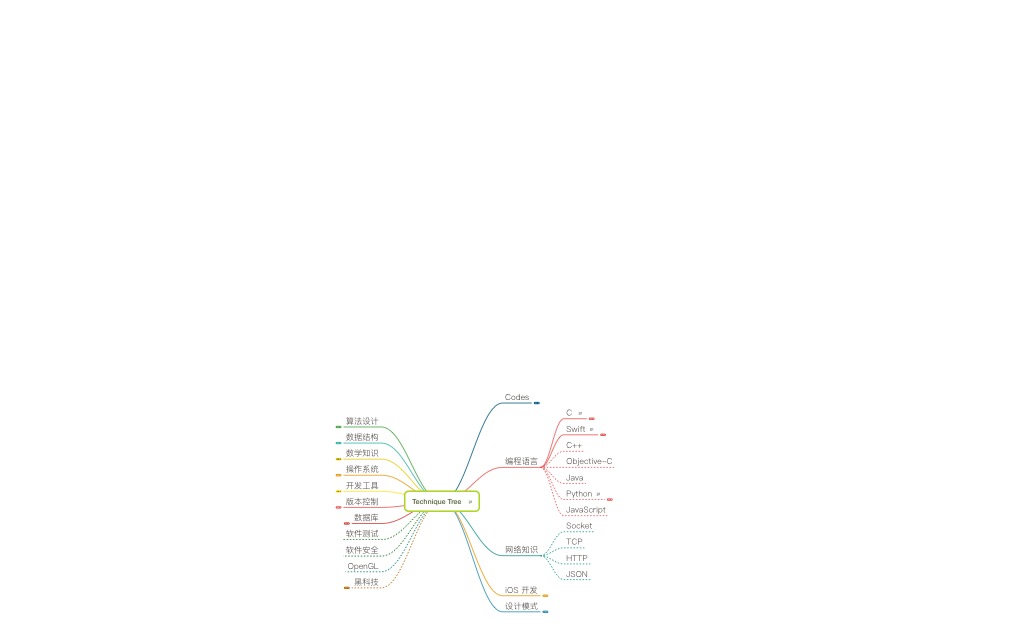 Technique Tree
Codes
编程语言
C
Swift
C++
Objective-C
Java
Python
JavaScript
网络知识
Socket
TCP
HTTP
JSON
iOS 开发
设计模式
算法设计
数据结构
数学知识
操作系统
开发工具
版本控制
数据库
软件测试
软件安全
OpenGL
黑科技